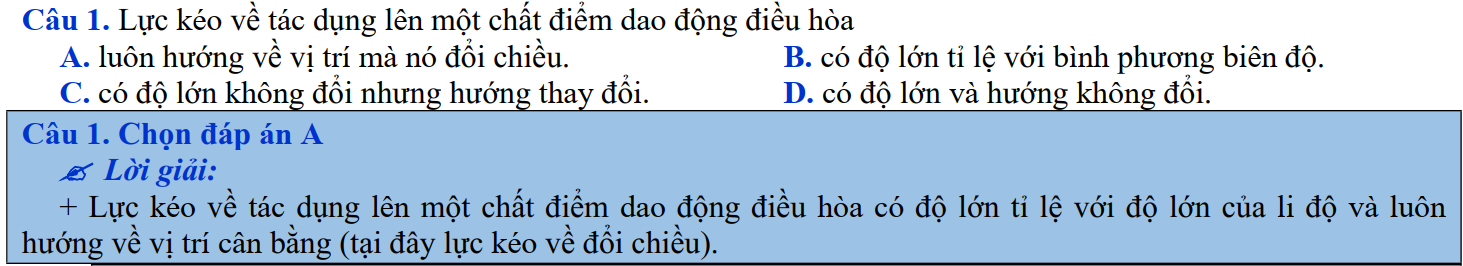 Câu 1. Lực kéo về tác dụng lên một chất điểm dao động điều hòa
A. luôn hướng về vị trí mà nó đổi chiều. B. có độ lớn tỉ lệ với bình phương biên độ.
C. có độ lớn không đổi nhưng hướng thay đổi. D. có độ lớn và hướng không đổi.
Câu 1. Chọn đáp án A
Lời giải:
+ Lực kéo về tác dụng lên một chất điểm dao động điều hòa có độ lớn tỉ lệ với độ lớn của li độ và luôn
hướng về vị trí cân bằng (tại đây lực kéo về đổi chiều).